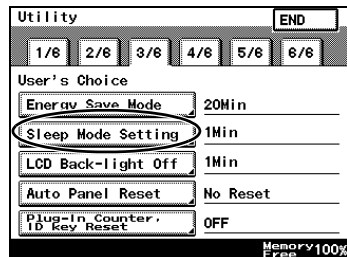 Utility END
1/6 2/6 3/6 4/6 5/6 6/6
User's Choice
Energy Save Mode 20Min
Sleep Mode Setting 1Min
LCD Back-light Off 1Min
Auto Panel Reset No Reset
Plug-In Counter,
ID key Reset OFF
Memory
Free 100%